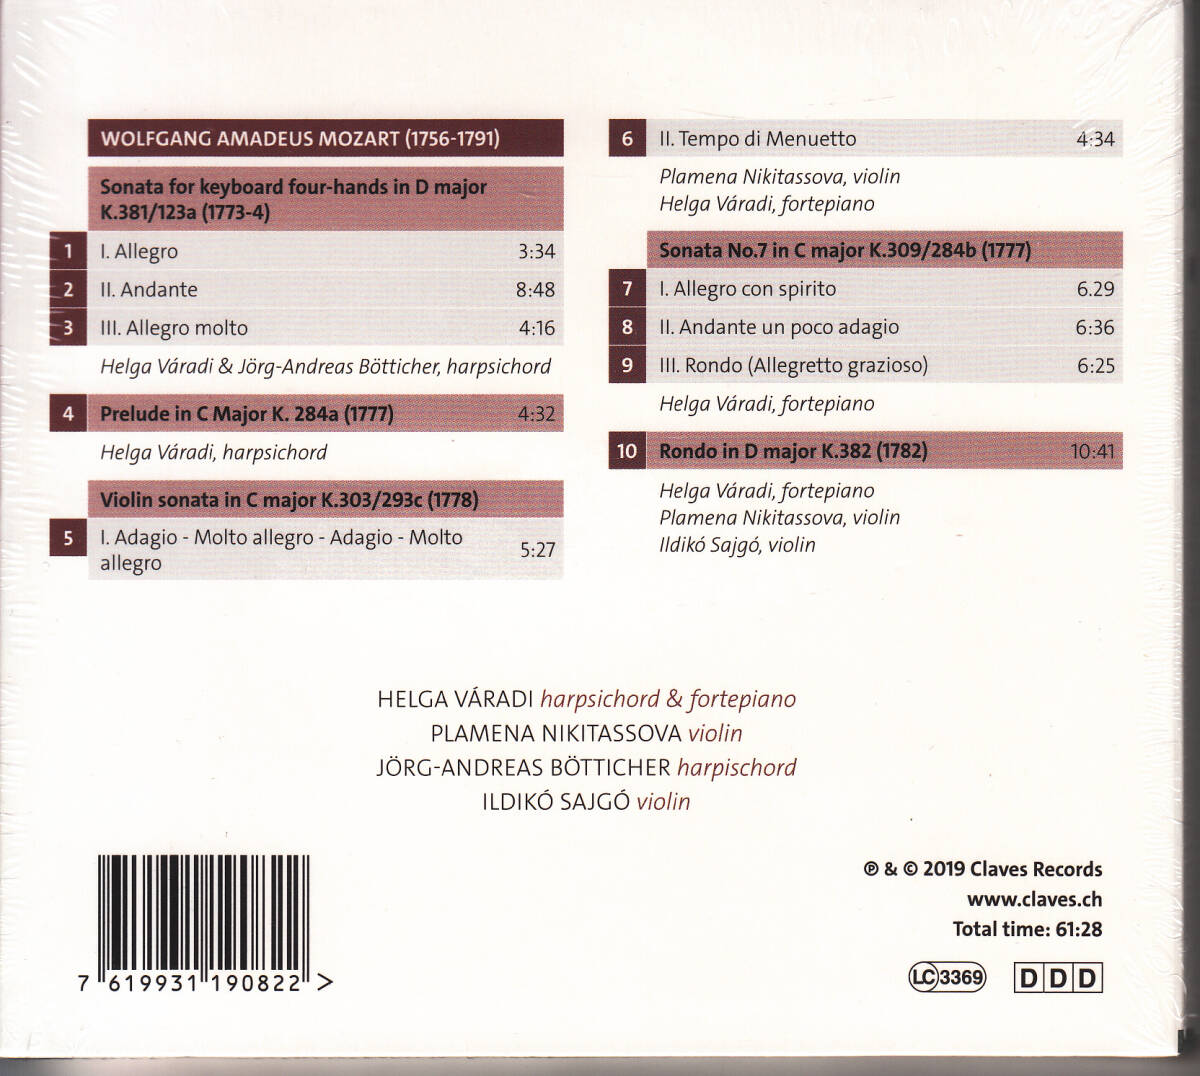 WOLFGANG AMADEUS MOZART (1756-1791)
Sonata for keyboard four-hands in D major
K.381/123a (1773-4)
1 I. Allegro 3:34
2 II. Andante 8:48
3 III. Allegro molto 4:16
Helga Váradi & Jörg-Andreas Bötticher, harpsichord
4 Prelude in C Major K. 284a (1777) 4:32
Helga Váradi, harpsichord
Violin sonata in C major K.303/293c (1778)
5 I. Adagio - Molto allegro - Adagio - Molto
allegro 5:27
6 II. Tempo di Menuetto 4:34
Plamena Nikitassova, violin
Helga Váradi, fortepiano
Sonata No.7 in C major K.309/284b (1777)
7 I. Allegro con spirito 6.29
8 II. Andante un poco adagio 6:36
9 III. Rondo (Allegretto grazioso) 6:25
Helga Váradi, fortepiano
10 Rondo in D major K.382 (1782) 10:41
Helga Váradi, fortepiano
Plamena Nikitassova, violin
Ildikó Sajgó, violin
HELGA VÁRADI harpsichord & fortepiano
PLAMENA NIKITASSOVA violin
JÖRG-ANDREAS BÖTTICHER harpischord
ILDIKÓ SAJGÓ violin
℗ & © 2019 Claves Records
www.claves.ch
Total time: 61:28
LC 3369 DDD
7 619931 190822 >